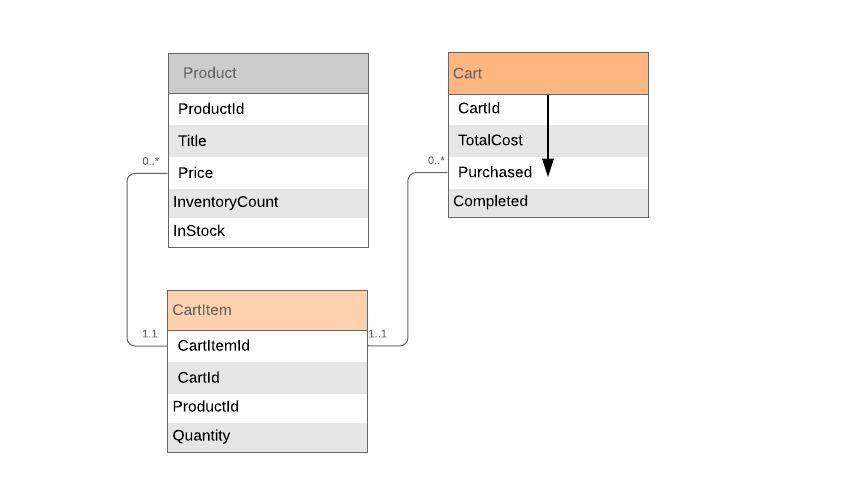 Product
ProductId
Title
0..*
Price
InventoryCount
InStock
Cart
CartId
TotalCost
0..*
Purchased
Completed
CartItem
1.1
1..1
CartItemId
CartId
ProductId
Quantity